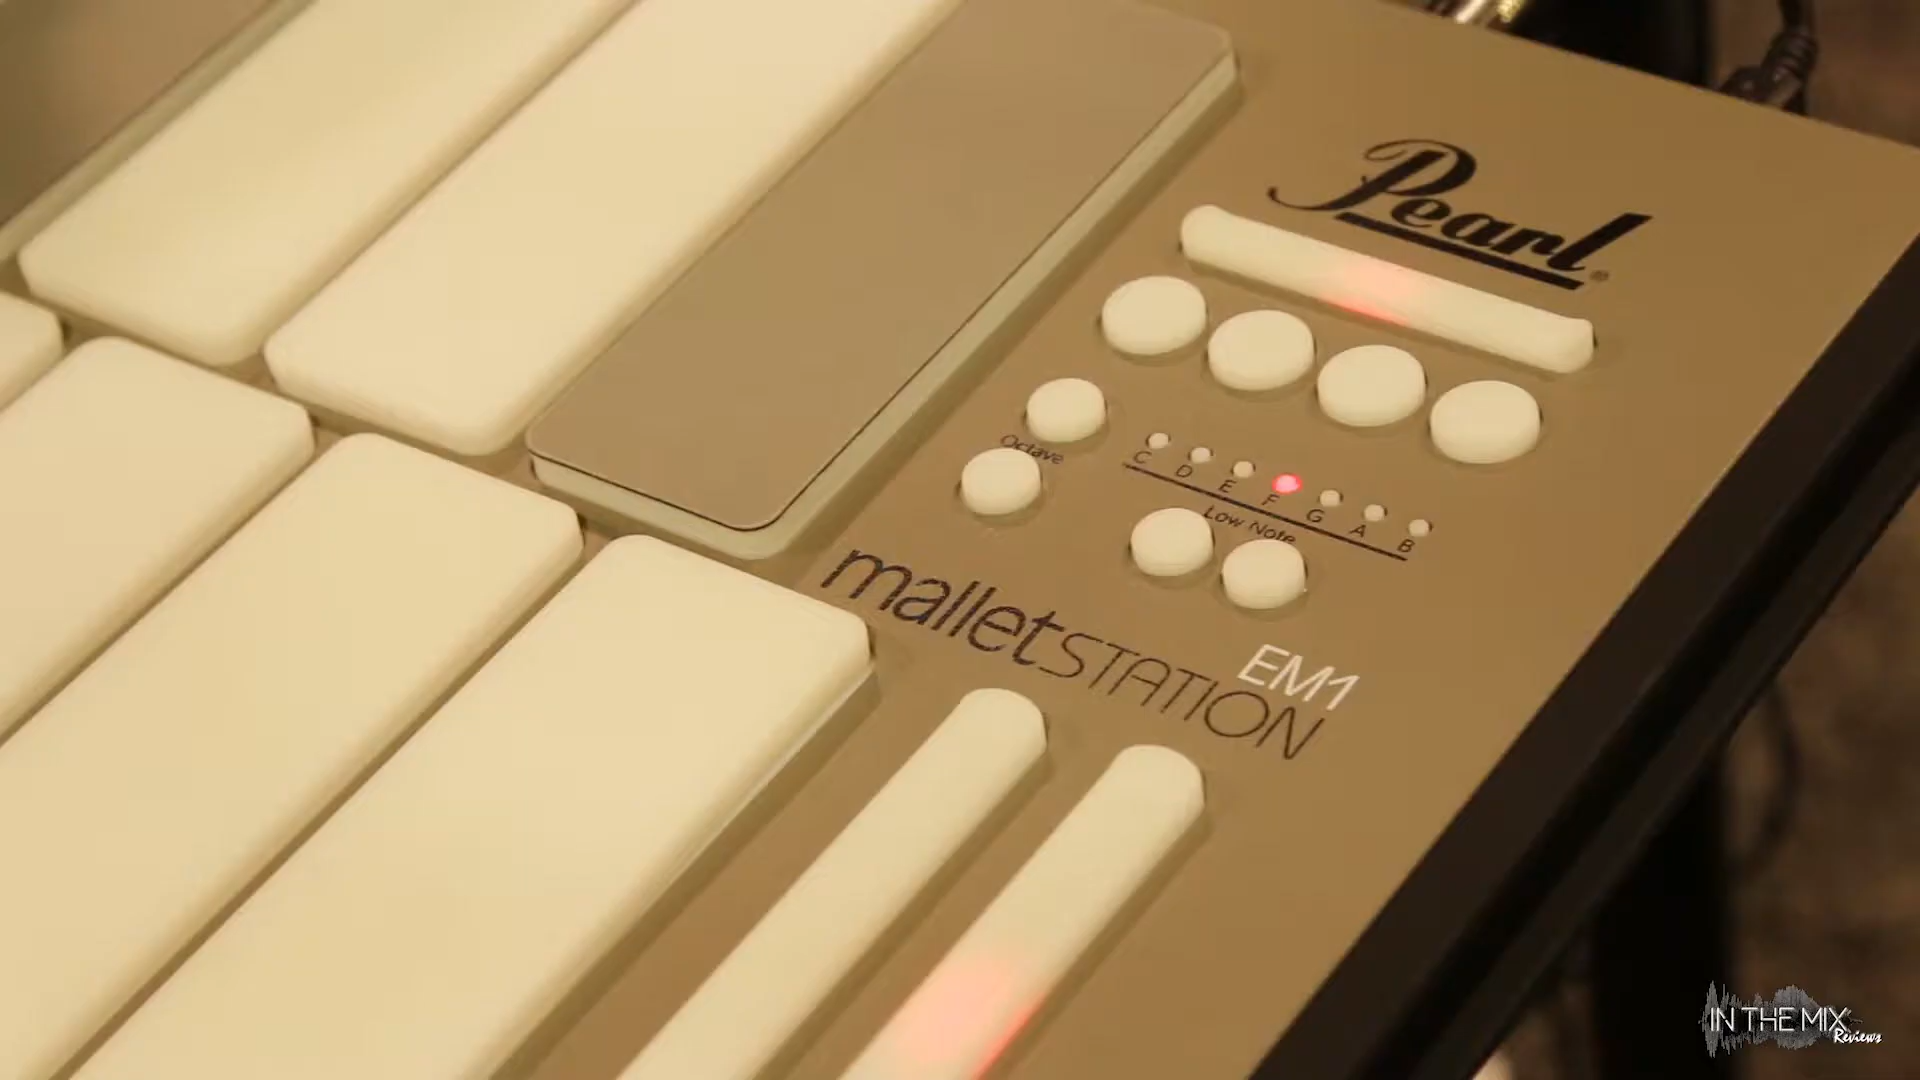 Pearl®
Octave
C D E F G A B
Low Note
malletSTATION
EM1
IN THE MIX
Reviews